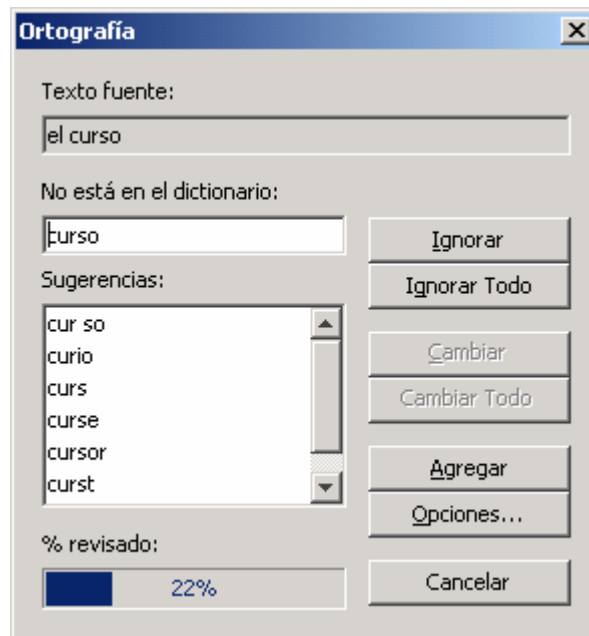 Ortografía
Texto fuente:
el curso
No está en el dictionario:
curso
Ignorar
Ignorar Todo
Sugerencias:
cur so
curio
curs
curse
cursor
curst
Cambiar
Cambiar Todo
Agregar
Opciones...
% revisado:
22%
Cancelar